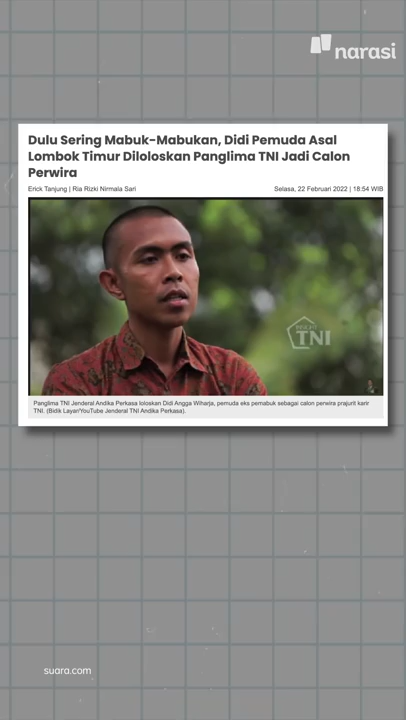 narasi
Dulu Sering Mabuk-Mabukan, Didi Pemuda Asal
Lombok Timur Diloloskan Panglima TNI Jadi Calon
Perwira
Erick Tanjung | Ria Rizki Nirmala Sari
Selasa, 22 Februari 2022 | 18:54 WIB
TNI
Panglima TNI Jenderal Andika Perkasa loloskan Didi Angga Wiharja, pemuda eks pemabuk sebagai calon perwira prajurit karir
TNI. (Bidik Layar/YouTube Jenderal TNI Andika Perkasa).
suara.com